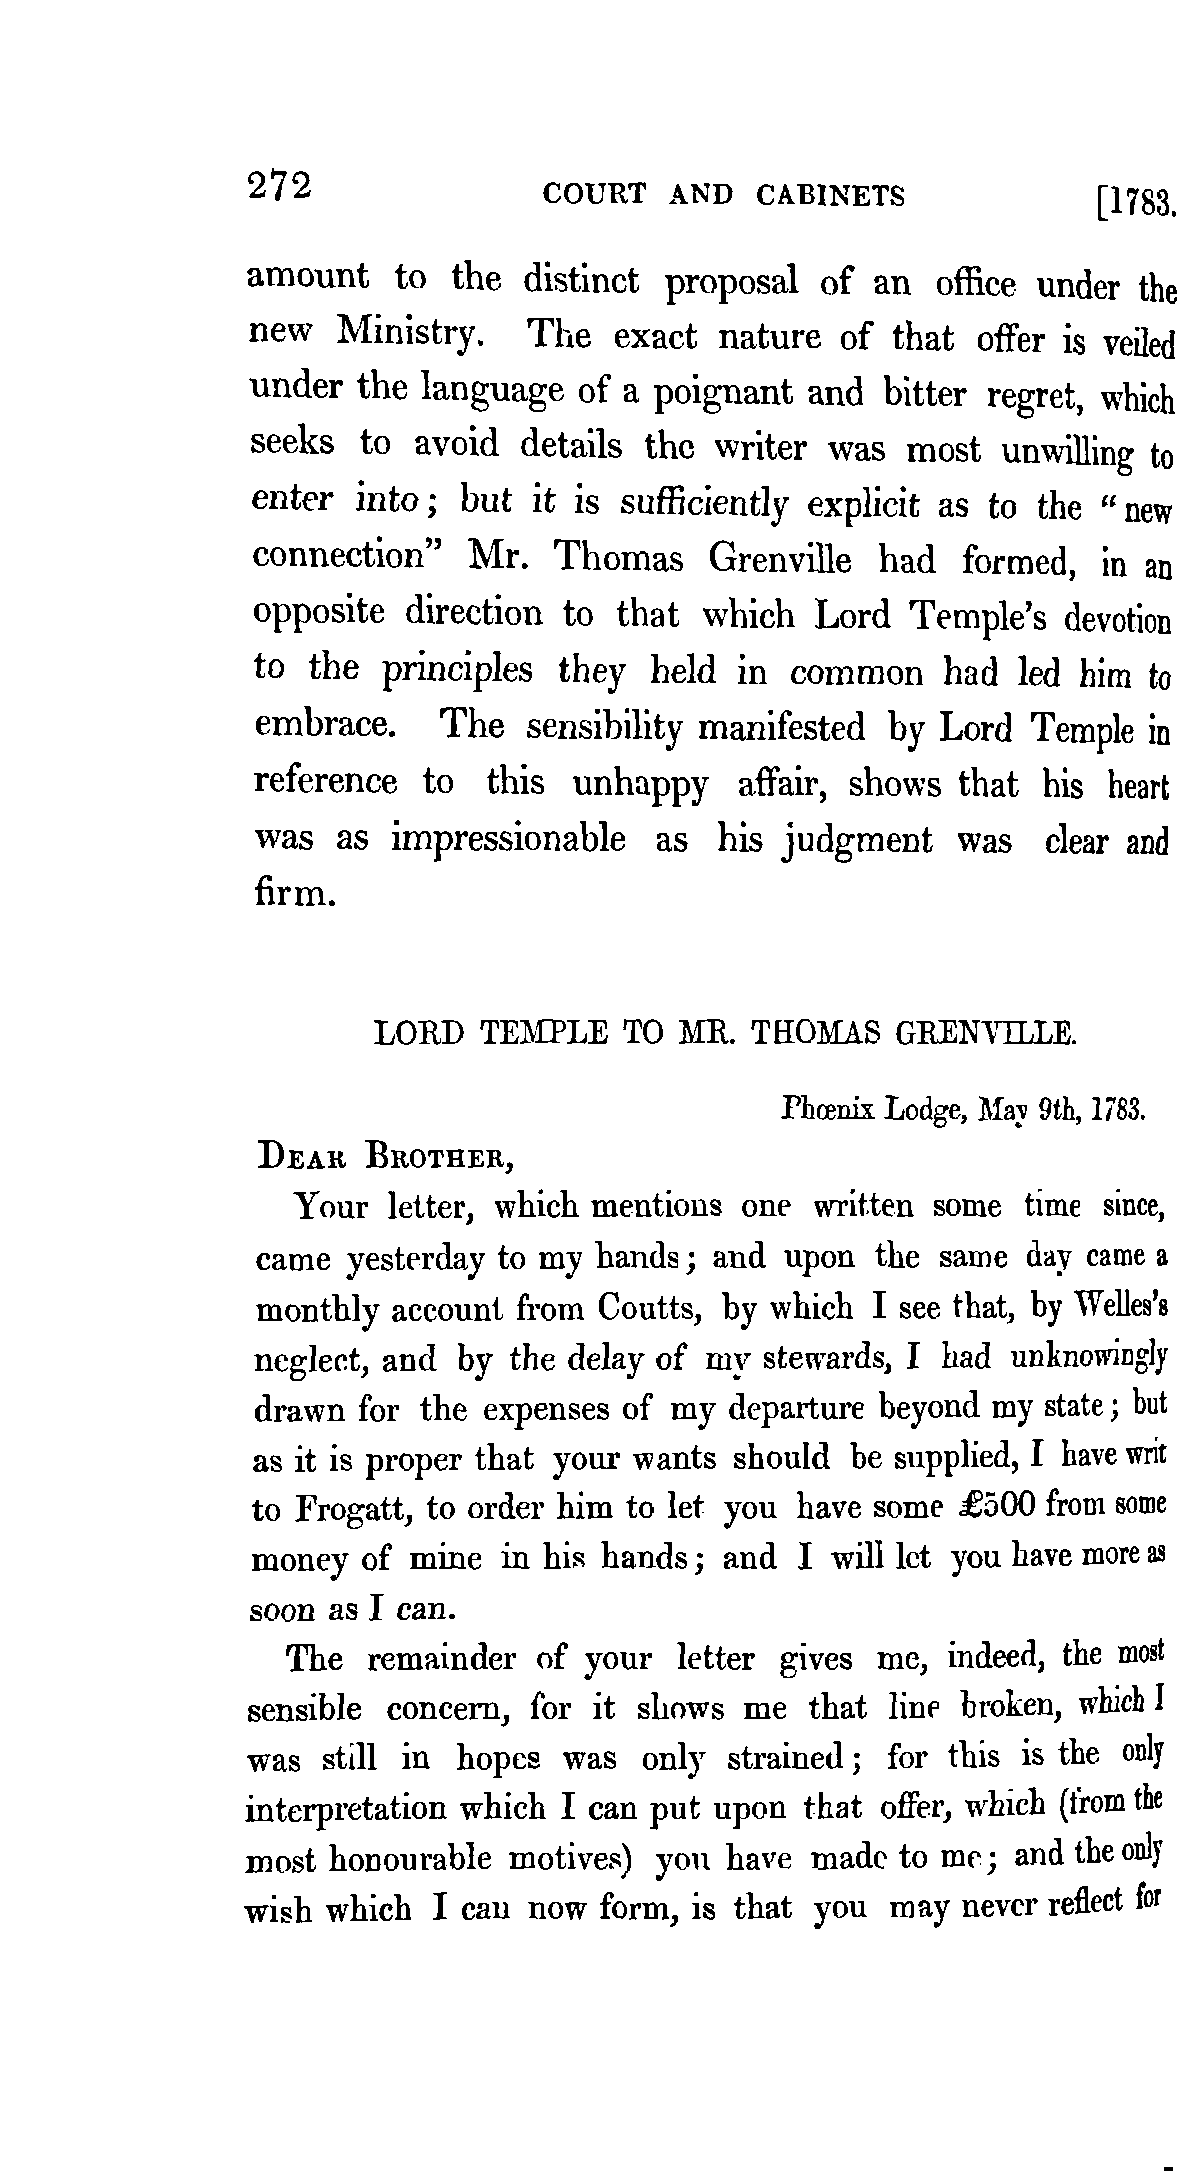 272 COURT AND CABINETS [1783.
amount to the distinct proposal of an office under the
new Ministry. The exact nature of that offer is veiled
under the language of a poignant and bitter regret, which
seeks to avoid details the writer was most unwilling to
enter into; but it is sufficiently explicit as to the "new
connection" Mr. Thomas Grenville had formed, in an
opposite direction to that which Lord Temple's devotion
to the principles they held in common had led him to
embrace. The sensibility manifested by Lord Temple in
reference to this unhappy affair, shows that his heart
was as impressionable as his judgment was clear and
firm.
LORD TEMPLE TO MR. THOMAS GRENVILLE.
Phœnix Lodge, May 9th, 1783.
DEAR BROTHER,
Your letter, which mentions one written some time since,
came yesterday to my hands; and upon the same day came a
monthly account from Coutts, by which I see that, by Welles's
neglect, and by the delay of my stewards, I had unknowingly
drawn for the expenses of my departure beyond my state; but
as it is proper that your wants should be supplied, I have writ
to Frogatt, to order him to let you have some £500 from some
money of mine in his hands; and I will let you have more as
soon as I can.
The remainder of your letter gives me, indeed, the most
sensible concern, for it shows me that line broken, which I
was still in hopes was only strained; for this is the only
interpretation which I can put upon that offer, which (from the
most honourable motives) you have made to me; and the only
wish which I can now form, is that you may never reflect for